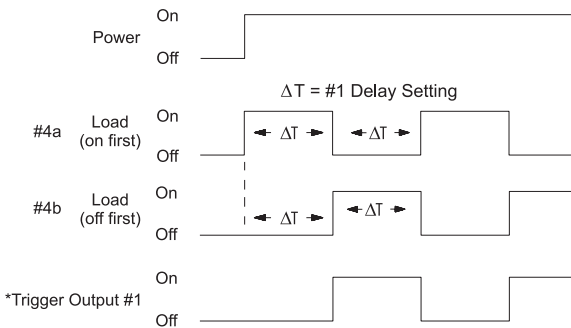 On
Power
Off
ΔT = #1 Delay Setting
On
#4a Load
(on first)
ΔT ΔT
Off
On
#4b Load
(off first)
ΔT ΔT
Off
On
*Trigger Output #1
Off